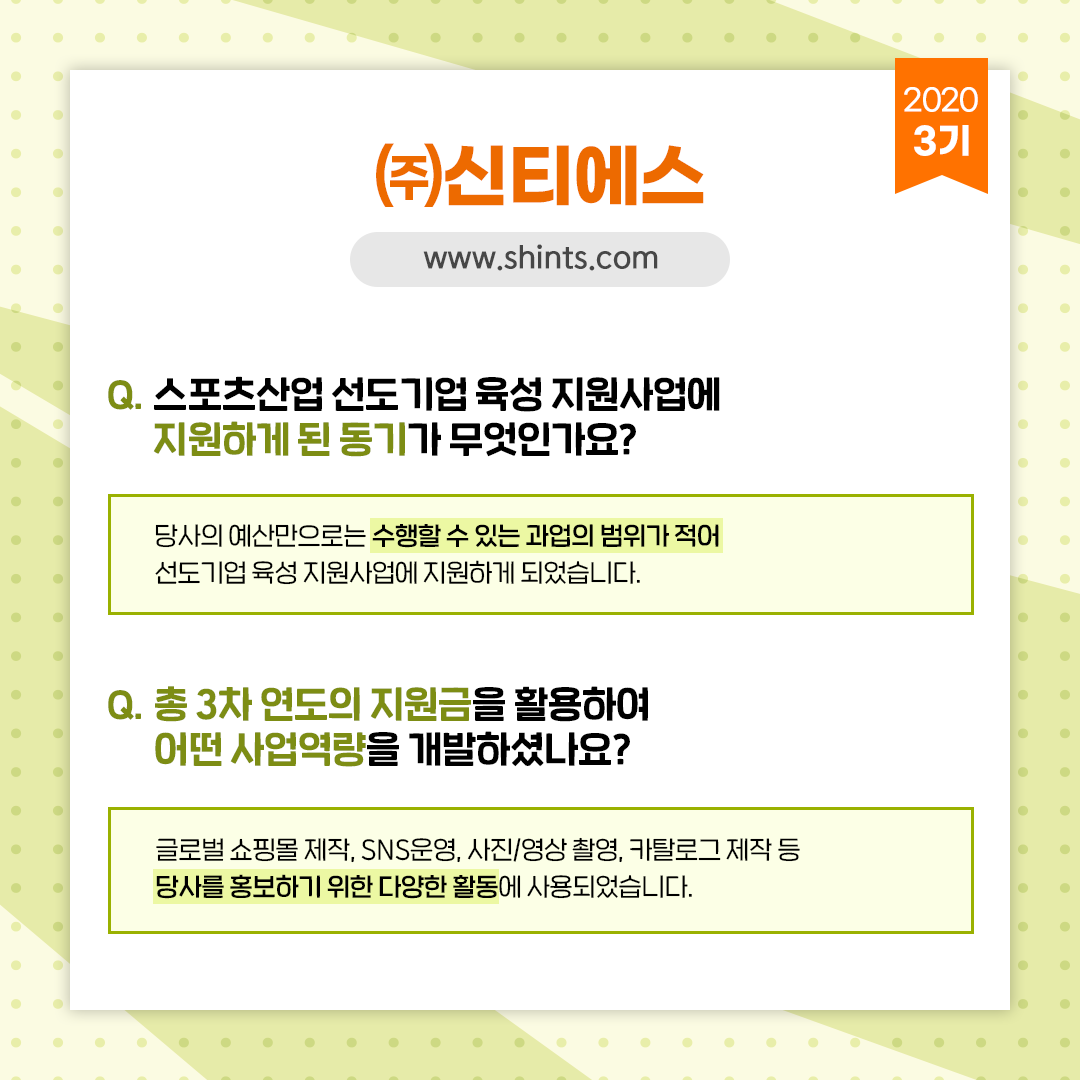 2020
3기
㈜신티에스
www.shints.com
Q. 스포츠산업 선도기업 육성 지원사업에
지원하게 된 동기가 무엇인가요?
당사의 예산만으로는 수행할 수 있는 과업의 범위가 적어
선도기업 육성 지원사업에 지원하게 되었습니다.
Q. 총 3차 연도의 지원금을 활용하여
어떤 사업역량을 개발하셨나요?
글로벌 쇼핑몰 제작, SNS운영, 사진/영상 촬영, 카탈로그 제작 등
당사를 홍보하기 위한 다양한 활동에 사용되었습니다.